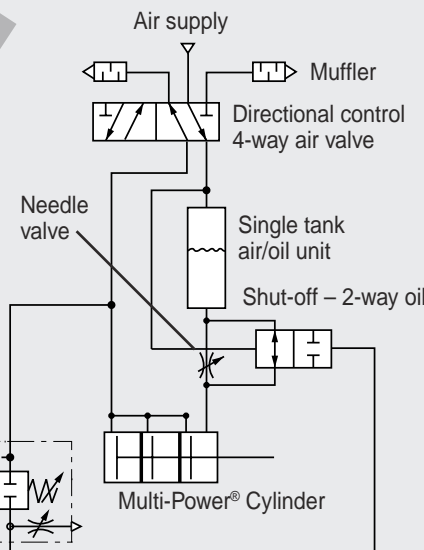 Air supply
Muffler
Directional control
4-way air valve
Needle
valve
Single tank
air/oil unit
Shut-off – 2-way oil
Multi-Power® Cylinder